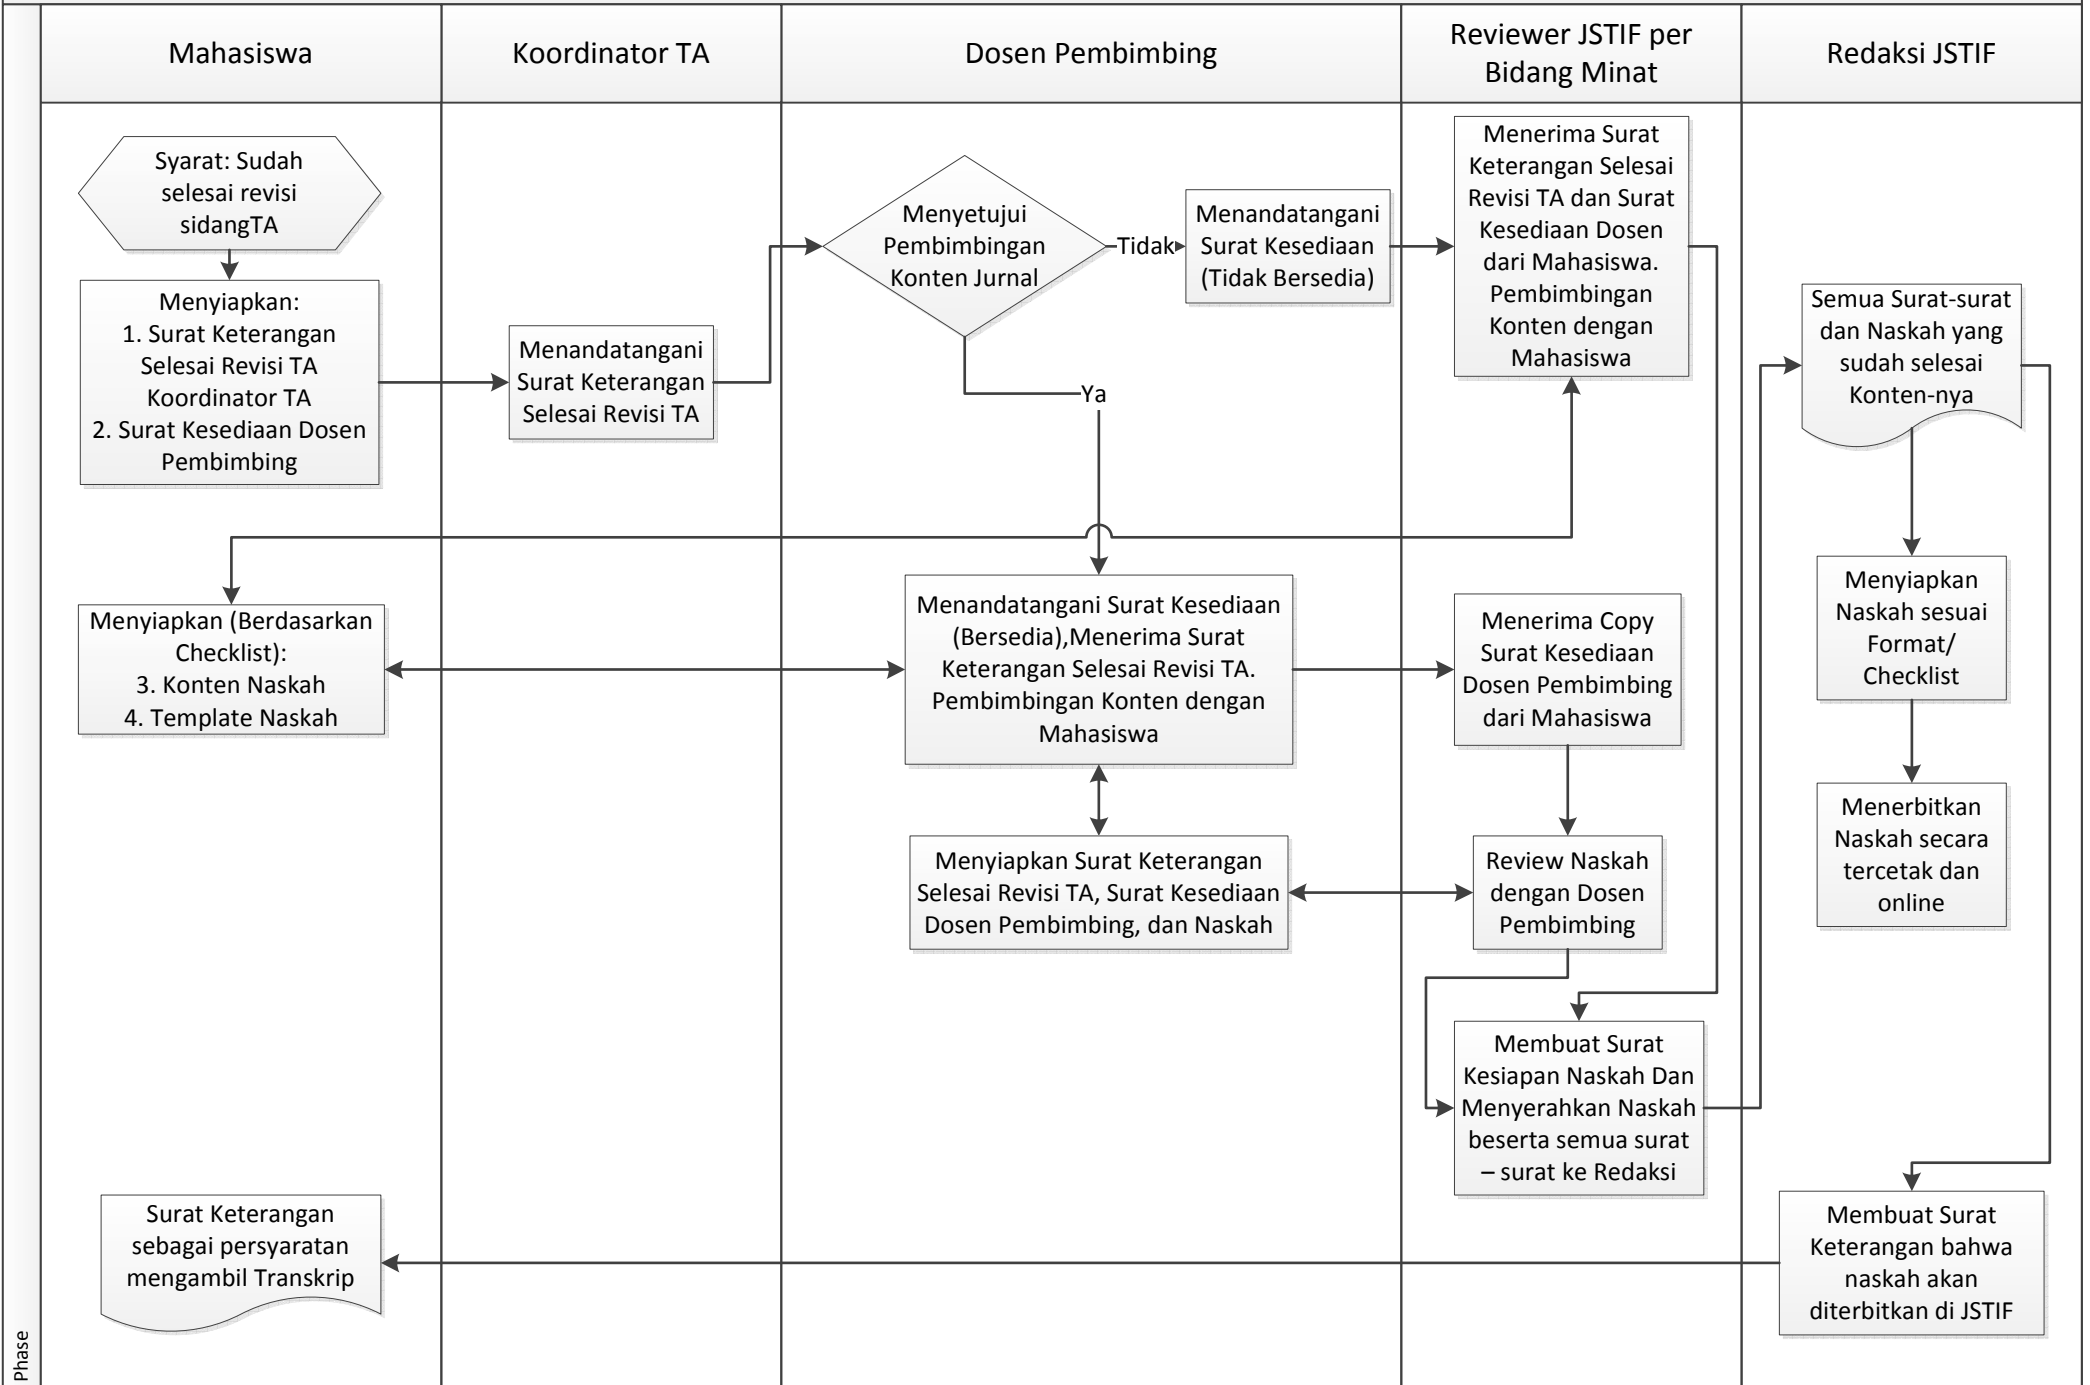 Mahasiswa
Koordinator TA
Dosen Pembimbing
Reviewer JSTIF per
Bidang Minat
Redaksi JSTIF
Syarat: Sudah
selesai revisi
sidangTA
Menyiapkan:
1. Surat Keterangan
Selesai Revisi TA
Koordinator TA
2. Surat Kesediaan Dosen
Pembimbing
Menandatangani
Surat Keterangan
Selesai Revisi TA
Menyetujui
Pembimbingan
Konten Jurnal
Tidak
Ya
Menandatangani
Surat Kesediaan
(Tidak Bersedia)
Menerima Surat
Keterangan Selesai
Revisi TA dan Surat
Kesediaan Dosen
dari Mahasiswa.
Pembimbingan
Konten dengan
Mahasiswa
Semua Surat-surat
dan Naskah yang
sudah selesai
Konten-nya
Menyiapkan (Berdasarkan
Checklist):
3. Konten Naskah
4. Template Naskah
Menandatangani Surat Kesediaan
(Bersedia),Menerima Surat
Keterangan Selesai Revisi TA.
Pembimbingan Konten dengan
Mahasiswa
Menerima Copy
Surat Kesediaan
Dosen Pembimbing
dari Mahasiswa
Menyiapkan
Naskah sesuai
Format/
Checklist
Menyiapkan Surat Keterangan
Selesai Revisi TA, Surat Kesediaan
Dosen Pembimbing, dan Naskah
Review Naskah
dengan Dosen
Pembimbing
Menerbitkan
Naskah secara
tercetak dan
online
Membuat Surat
Kesiapan Naskah Dan
Menyerahkan Naskah
beserta semua surat
– surat ke Redaksi
Surat Keterangan
sebagai persyaratan
mengambil Transkrip
Membuat Surat
Keterangan bahwa
naskah akan
diterbitkan di JSTIF
Phase